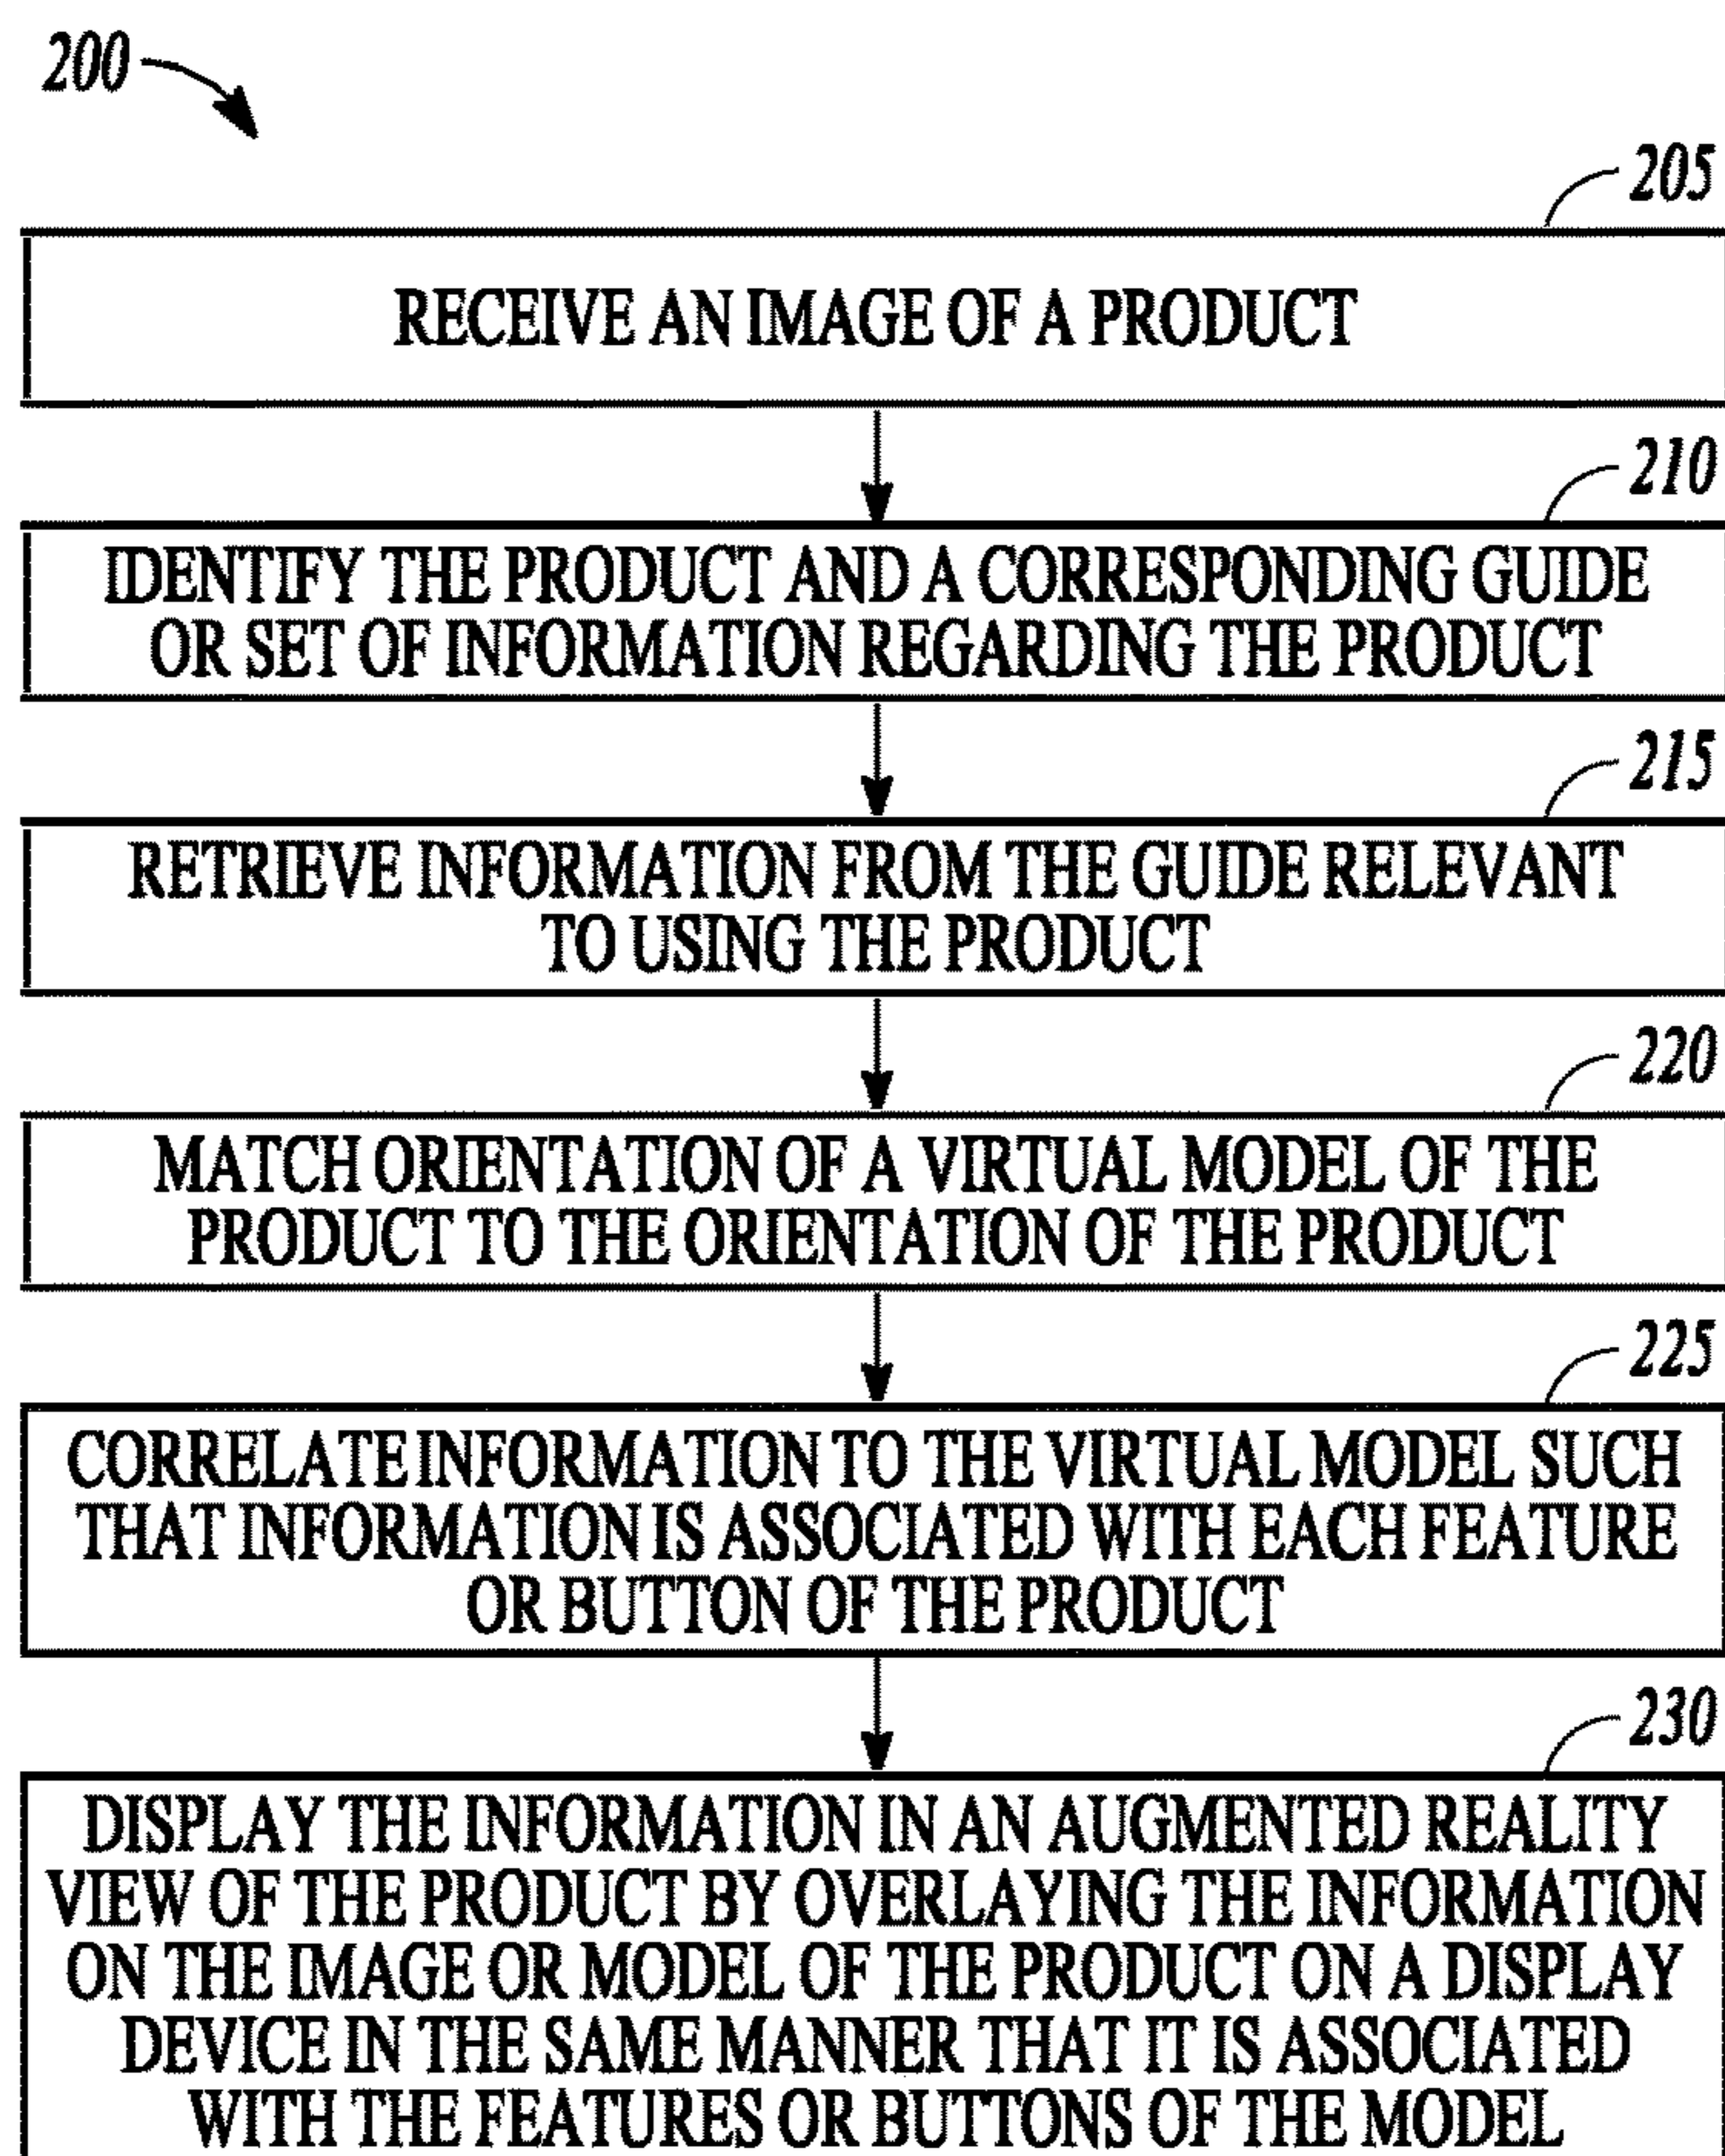 200
205
RECEIVE AN IMAGE OF A PRODUCT
210
IDENTIFY THE PRODUCT AND A CORRESPONDING GUIDE
OR SET OF INFORMATION REGARDING THE PRODUCT
215
RETRIEVE INFORMATION FROM THE GUIDE RELEVANT
TO USING THE PRODUCT
220
MATCH ORIENTATION OF A VIRTUAL MODEL OF THE
PRODUCT TO THE ORIENTATION OF THE PRODUCT
225
CORRELATE INFORMATION TO THE VIRTUAL MODEL SUCH
THAT INFORMATION IS ASSOCIATED WITH EACH FEATURE
OR BUTTON OF THE PRODUCT
230
DISPLAY THE INFORMATION IN AN AUGMENTED REALITY
VIEW OF THE PRODUCT BY OVERLAYING THE INFORMATION
ON THE IMAGE OR MODEL OF THE PRODUCT ON A DISPLAY
DEVICE IN THE SAME MANNER THAT IT IS ASSOCIATED
WITH THE FEATURES OR BUTTONS OF THE MODEL